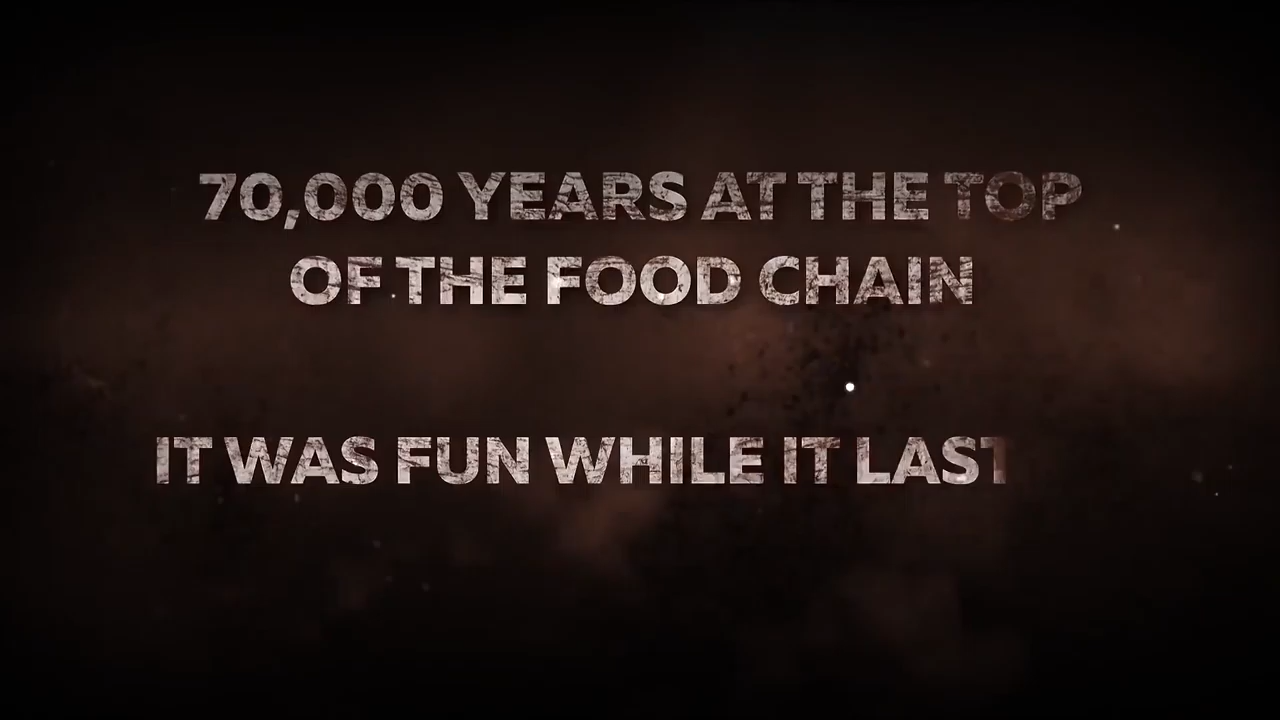 70,000 YEARS AT THE TOP
OF THE FOOD CHAIN
IT WAS FUN WHILE IT LAST